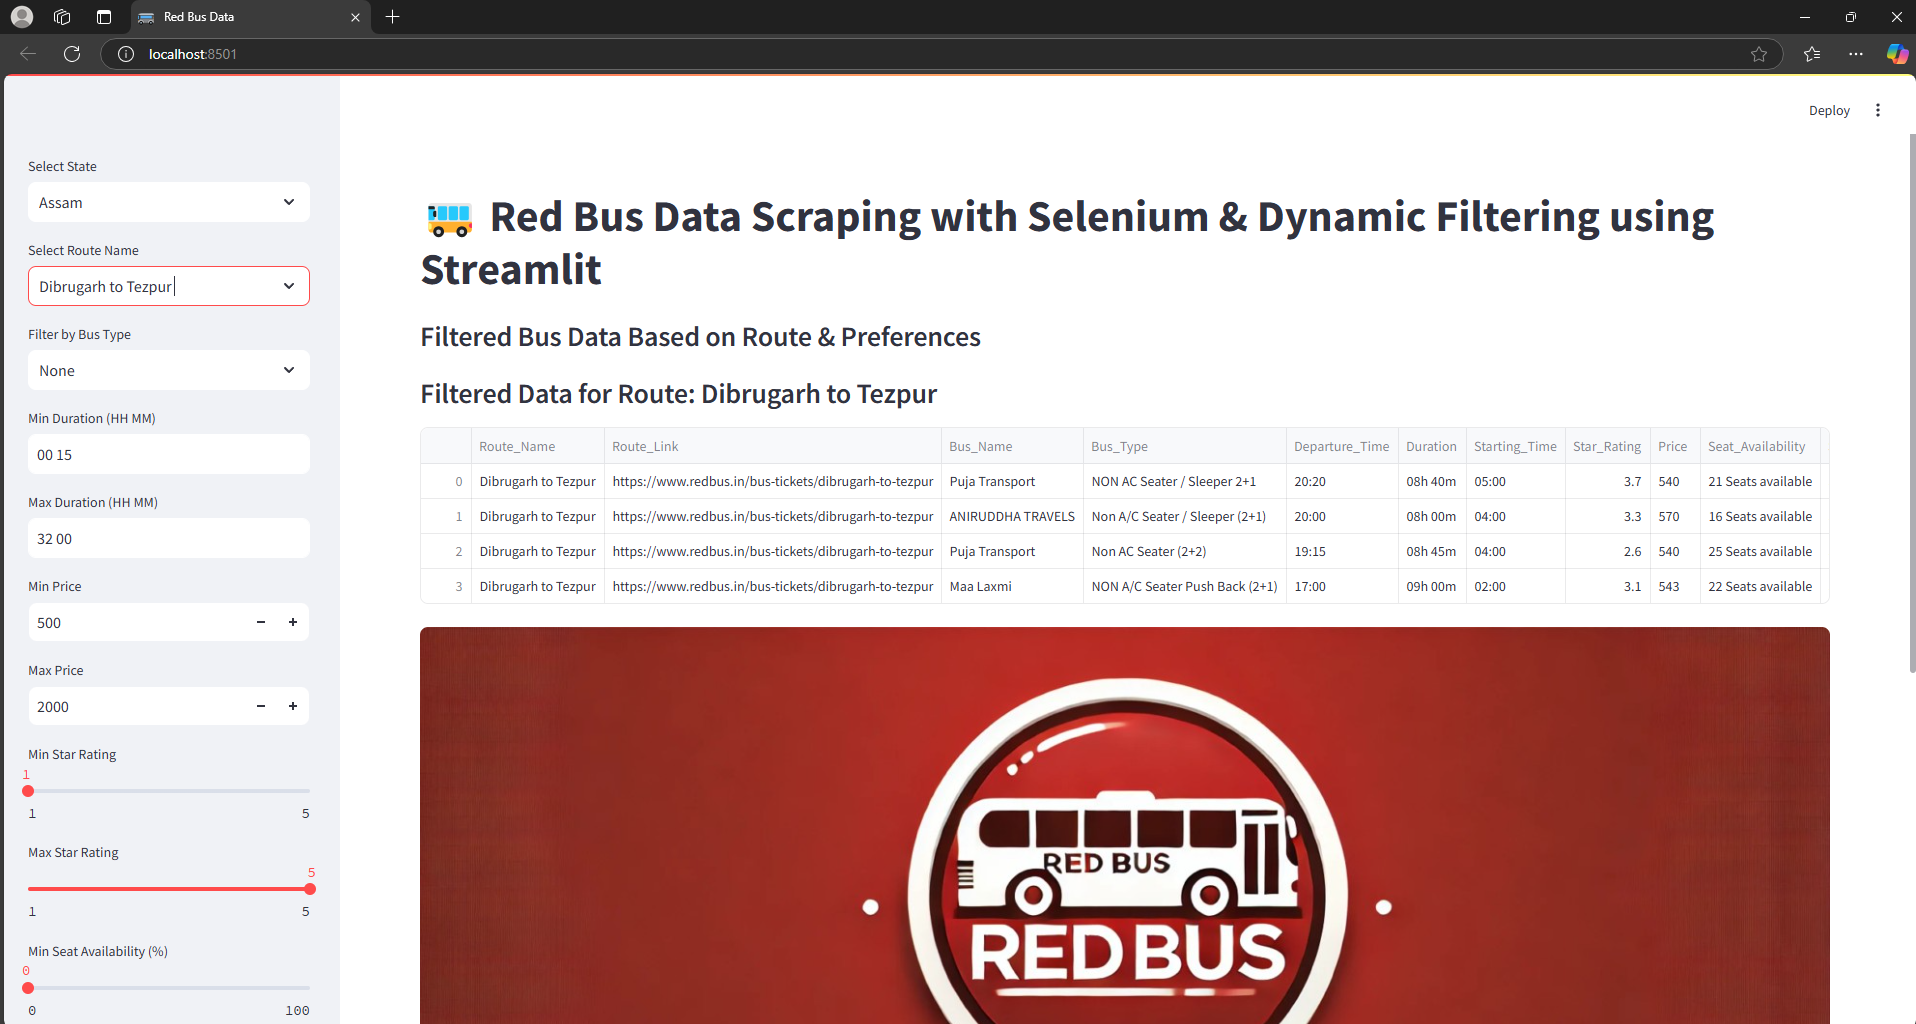 Red Bus Data
localhost:8501
Deploy
Select State
Assam
Select Route Name
Dibrugarh to Tezpur
Filter by Bus Type
None
Min Duration (HH MM)
00 15
Max Duration (HH MM)
32 00
Min Price
500
Max Price
2000
Min Star Rating
1
1 5
Max Star Rating
5
1 5
Min Seat Availability (%)
0
0 100
Red Bus Data Scraping with Selenium & Dynamic Filtering using
Streamlit
Filtered Bus Data Based on Route & Preferences
Filtered Data for Route: Dibrugarh to Tezpur
Route_Name Route_Link Bus_Name Bus_Type Departure_Time Duration Starting_Time Star_Rating Price Seat_Availability
0 Dibrugarh to Tezpur https://www.redbus.in/bus-tickets/dibrugarh-to-tezpur Puja Transport NON AC Seater / Sleeper 2+1 20:20 08h 40m 05:00 3.7 540 21 Seats available
1 Dibrugarh to Tezpur https://www.redbus.in/bus-tickets/dibrugarh-to-tezpur ANIRUDDHA TRAVELS Non A/C Seater / Sleeper (2+1) 20:00 08h 00m 04:00 3.3 570 16 Seats available
2 Dibrugarh to Tezpur https://www.redbus.in/bus-tickets/dibrugarh-to-tezpur Puja Transport Non AC Seater (2+2) 19:15 08h 45m 04:00 2.6 540 25 Seats available
3 Dibrugarh to Tezpur https://www.redbus.in/bus-tickets/dibrugarh-to-tezpur Maa Laxmi NON A/C Seater Push Back (2+1) 17:00 09h 00m 02:00 3.1 543 22 Seats available
RED BUS
RED BUS